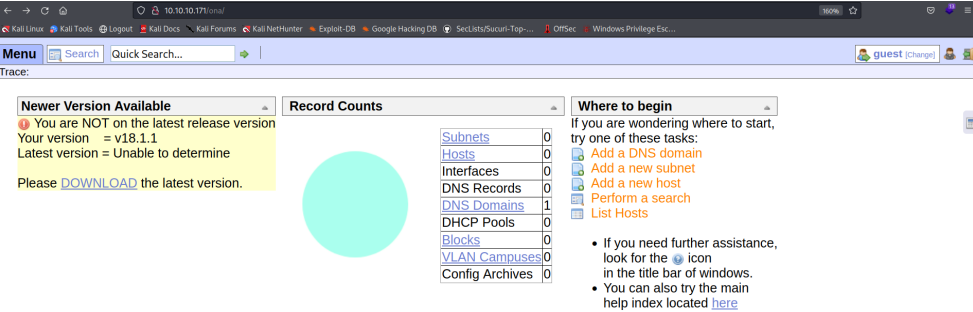 10.10.10.171/ona/
160%
Kali Linux Kali Tools Logout Kali Docs Kali Forums Kali NetHunter Exploit-DB Google Hacking DB SecLists/Sucuri-Top-... OffSec Windows Privilege Esc...
Menu Search Quick Search... guest [Change]
Trace:
Newer Version Available
You are NOT on the latest release version
Your version = v18.1.1
Latest version = Unable to determine
Please DOWNLOAD the latest version.
Record Counts
Subnets 0
Hosts 0
Interfaces 0
DNS Records 0
DNS Domains 1
DHCP Pools 0
Blocks 0
VLAN Campuses 0
Config Archives 0
Where to begin
If you are wondering where to start,
try one of these tasks:
Add a DNS domain
Add a new subnet
Add a new host
Perform a search
List Hosts
• If you need further assistance,
look for the icon
in the title bar of windows.
• You can also try the main
help index located here